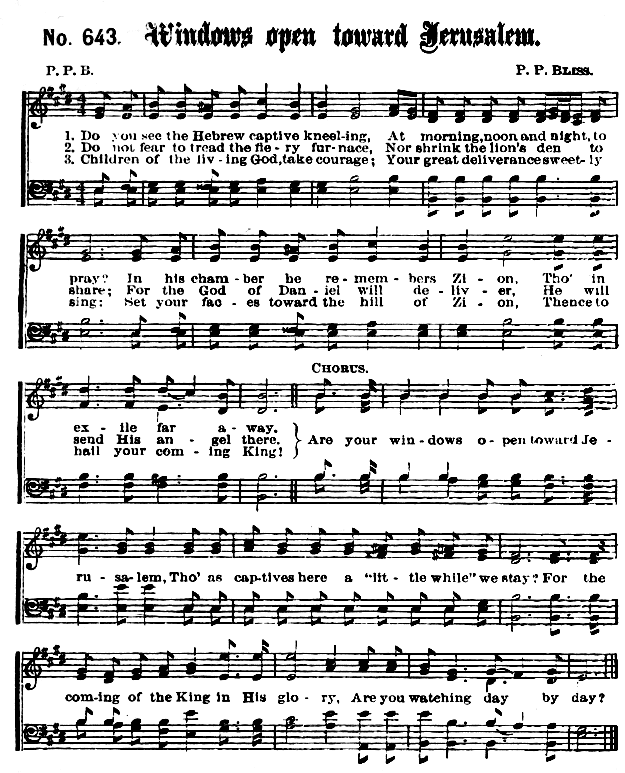 No. 643. Windows open toward Jerusalem.
P. P. B. P. P. BLISS.
1. Do you see the Hebrew captive kneel-ing, At morning, noon and night, to
2. Do not fear to tread the fie-ry fur-nace, Nor shrink the lion's den to
3. Children of the liv-ing God, take courage; Your great deliverance sweet-ly
pray? In his cham-ber he re-mem-bers Zi-on, Tho' in
share; For the God of Dan-iel will de-liv-er, He will
sing; Set your fac-es toward the hill of Zi-on, Thence to
CHORUS.
ex-ile far a-way.
send His an-gel there. Are your win-dows o-pen toward Je-
hail your com-ing King!
ru-sa-lem, Tho' as cap-tives here a "lit-tle while" we stay? For the
com-ing of the King in His glo-ry, Are you watching day by day?